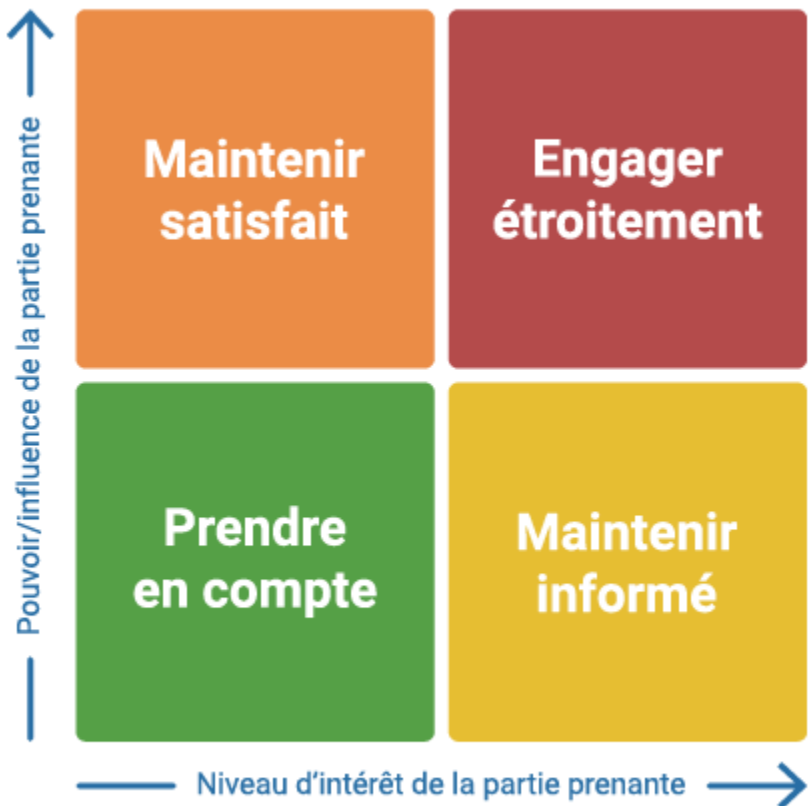 Pouvoir/influence de la partie prenante
Maintenir
satisfait
Engager
étroitement
Prendre
en compte
Maintenir
informé
Niveau d'intérêt de la partie prenante